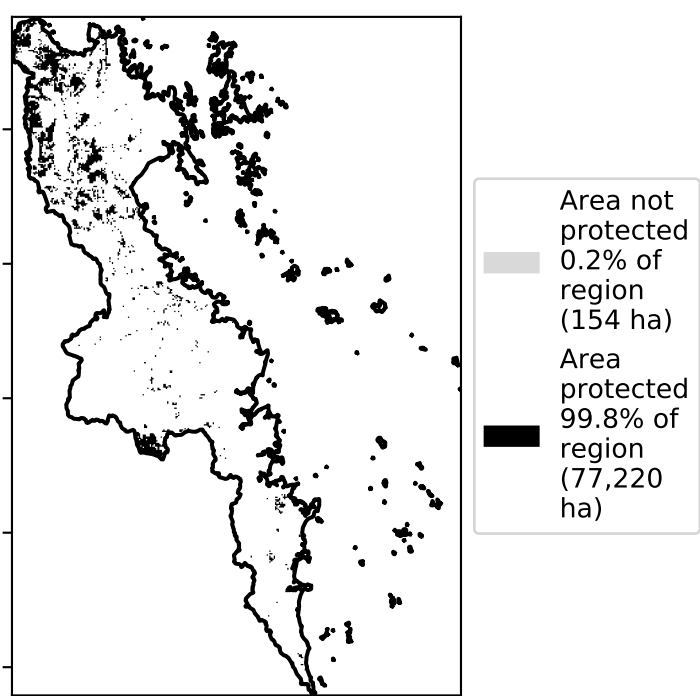 Area not
protected
0.2% of
region
(154 ha)
Area
protected
99.8% of
region
(77,220
ha)